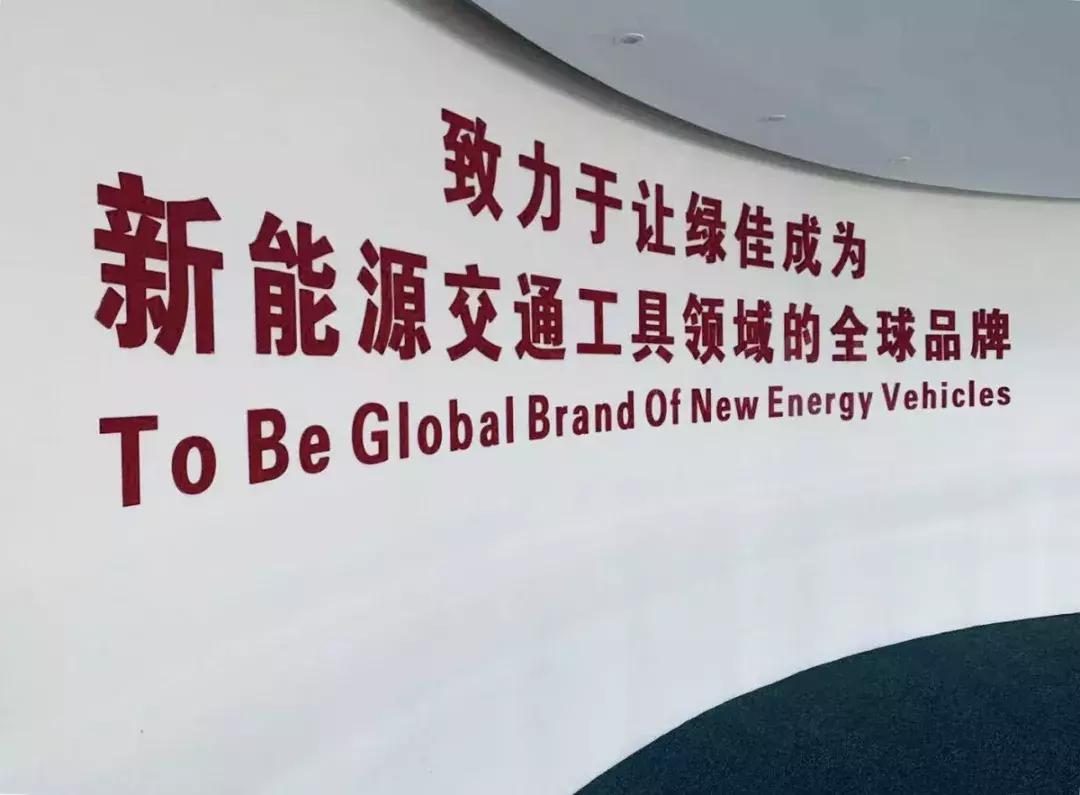 致力于让绿佳成为
新能源交通工具领域的全球品牌
To Be Global Brand Of New Energy Vehicles